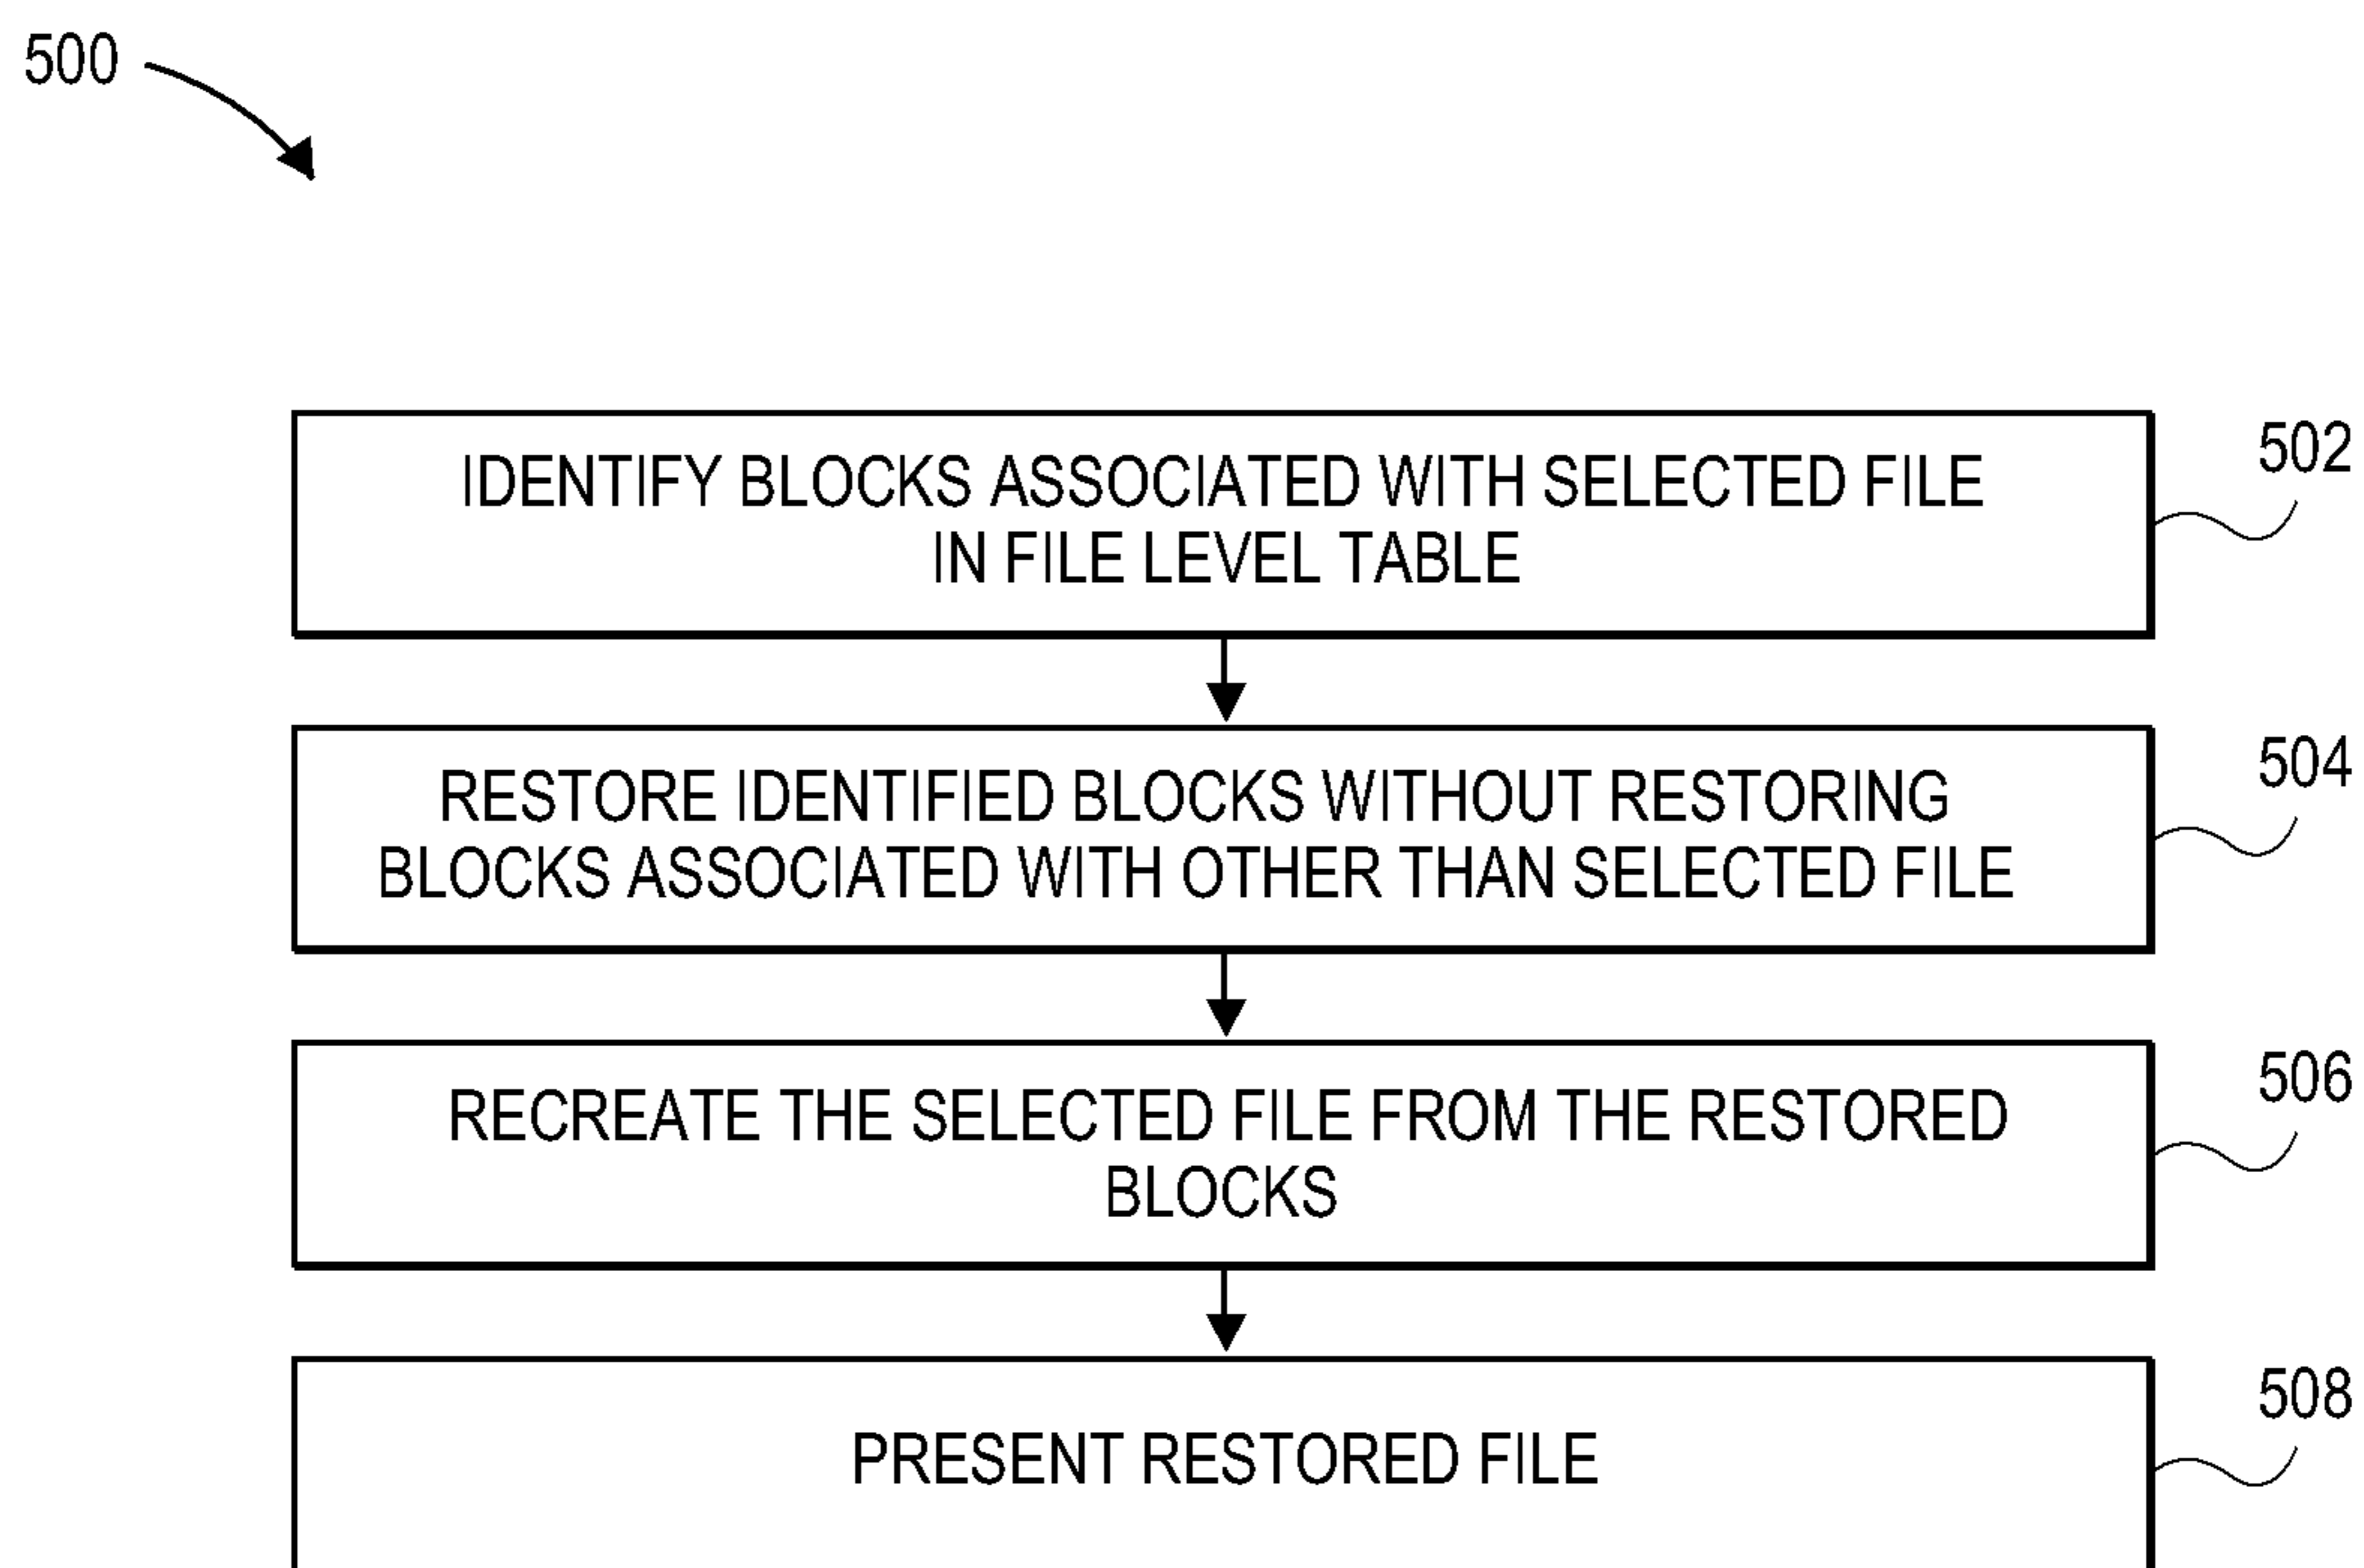 500
502
IDENTIFY BLOCKS ASSOCIATED WITH SELECTED FILE
IN FILE LEVEL TABLE
504
RESTORE IDENTIFIED BLOCKS WITHOUT RESTORING
BLOCKS ASSOCIATED WITH OTHER THAN SELECTED FILE
506
RECREATE THE SELECTED FILE FROM THE RESTORED
BLOCKS
508
PRESENT RESTORED FILE